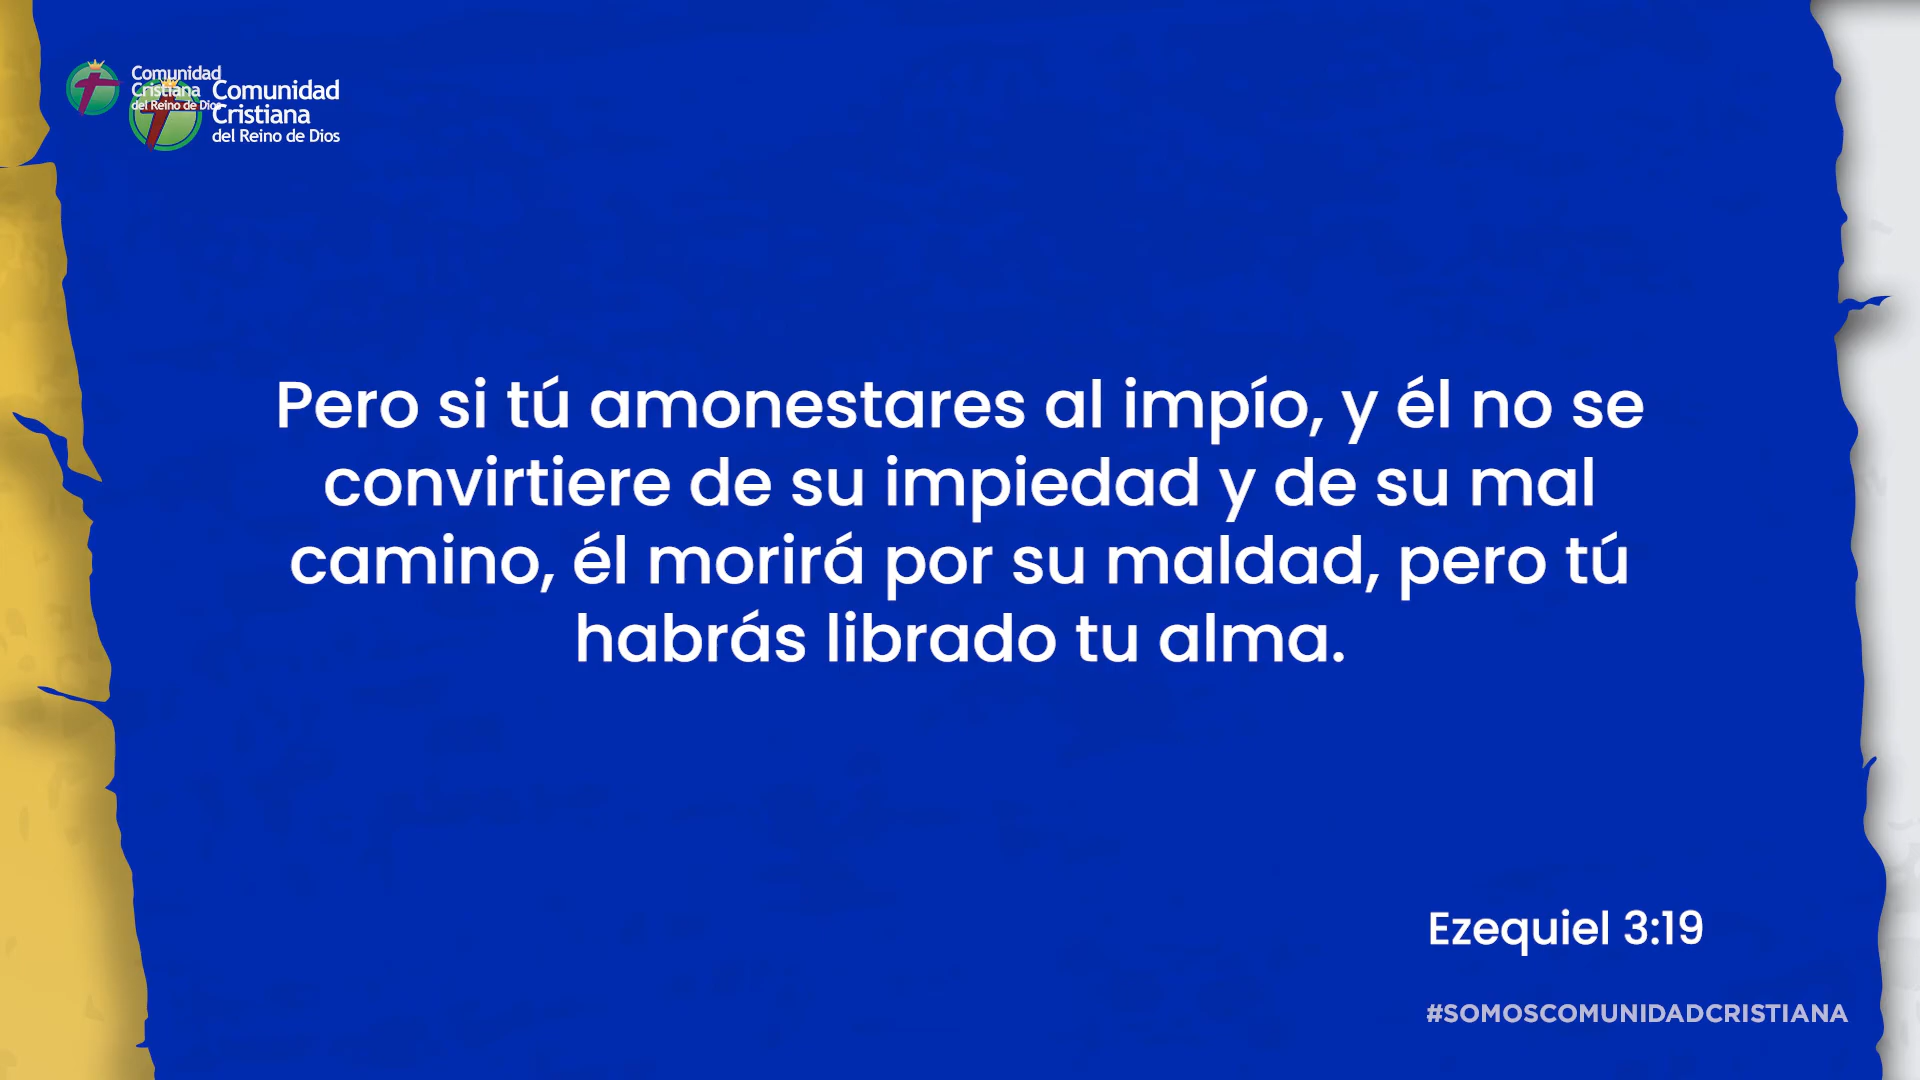 Comunidad
Cristiana
del Reino de Dios
Comunidad
Cristiana
del Reino de Dios
Pero si tú amonestares al impío, y él no se
convirtiere de su impiedad y de su mal
camino, él morirá por su maldad, pero tú
habrás librado tu alma.
Ezequiel 3:19
#SOMOSCOMUNIDADCRISTIANA